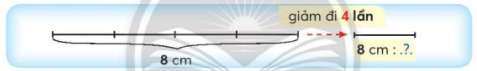 giảm đi 4 lần
8 cm
8 cm : .?.